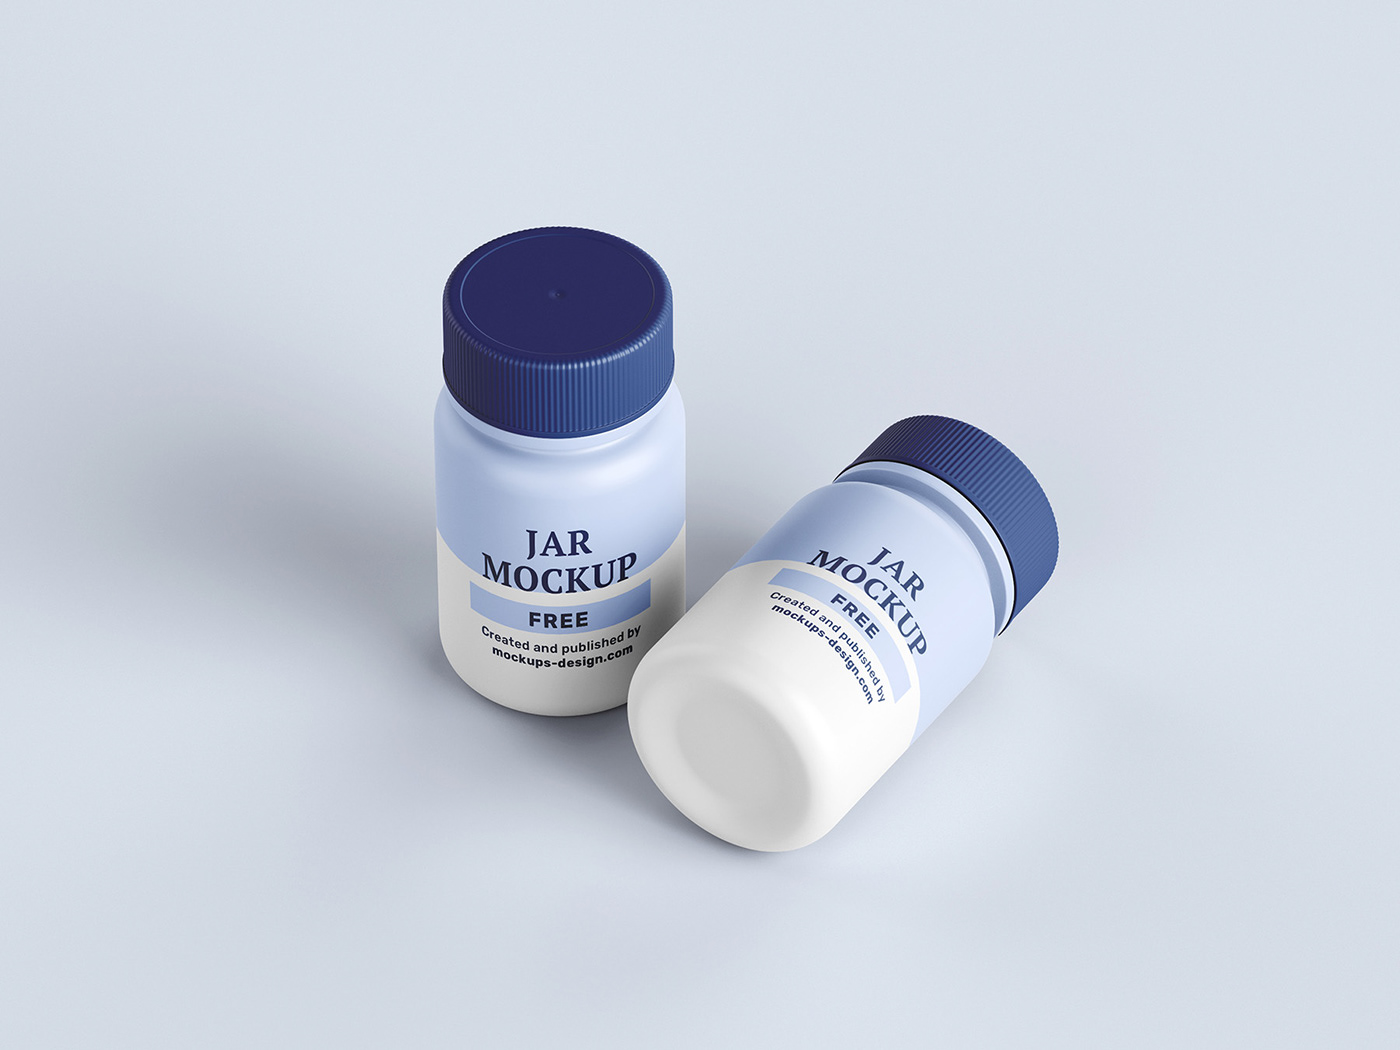 JAR
MOCKUP
FREE
Created and published by
mockups-design.com
JAR
MOCKUP
FREE
Created and published by
mockups-design.com